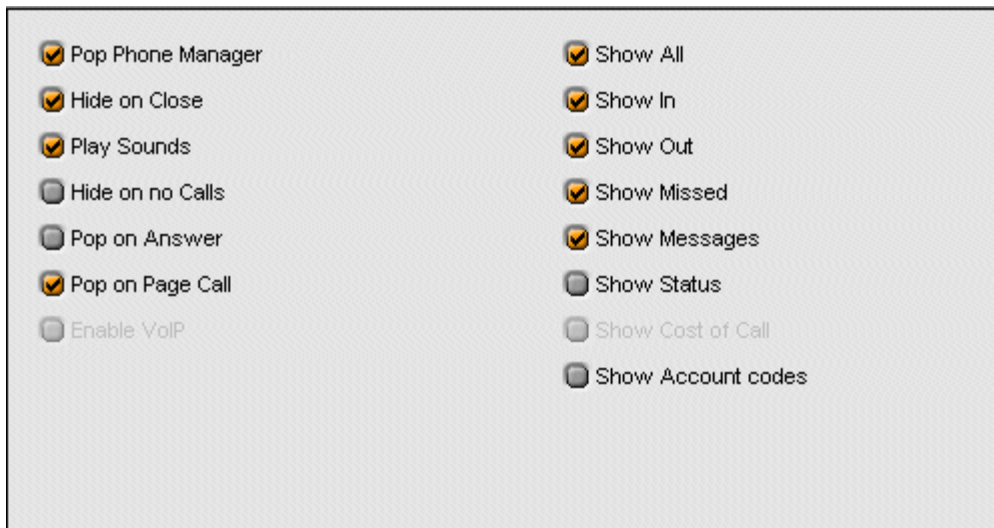 Pop Phone Manager
Hide on Close
Play Sounds
Hide on no Calls
Pop on Answer
Pop on Page Call
Enable VoIP
Show All
Show In
Show Out
Show Missed
Show Messages
Show Status
Show Cost of Call
Show Account codes